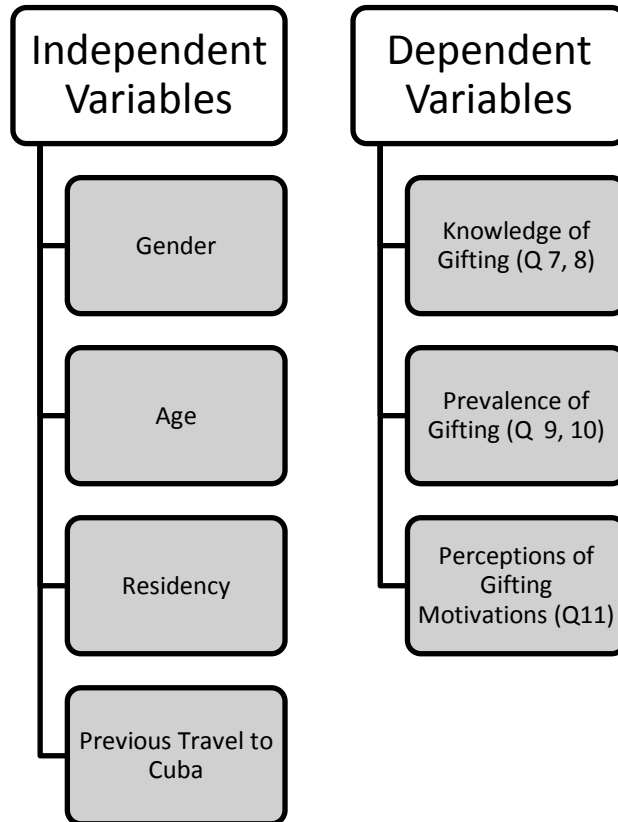 Independent
Variables
Gender
Age
Residency
Previous Travel to
Cuba
Dependent
Variables
Knowledge of
Gifting (Q 7, 8)
Prevalence of
Gifting (Q  9, 10)
Perceptions of
Gifting
Motivations (Q11)